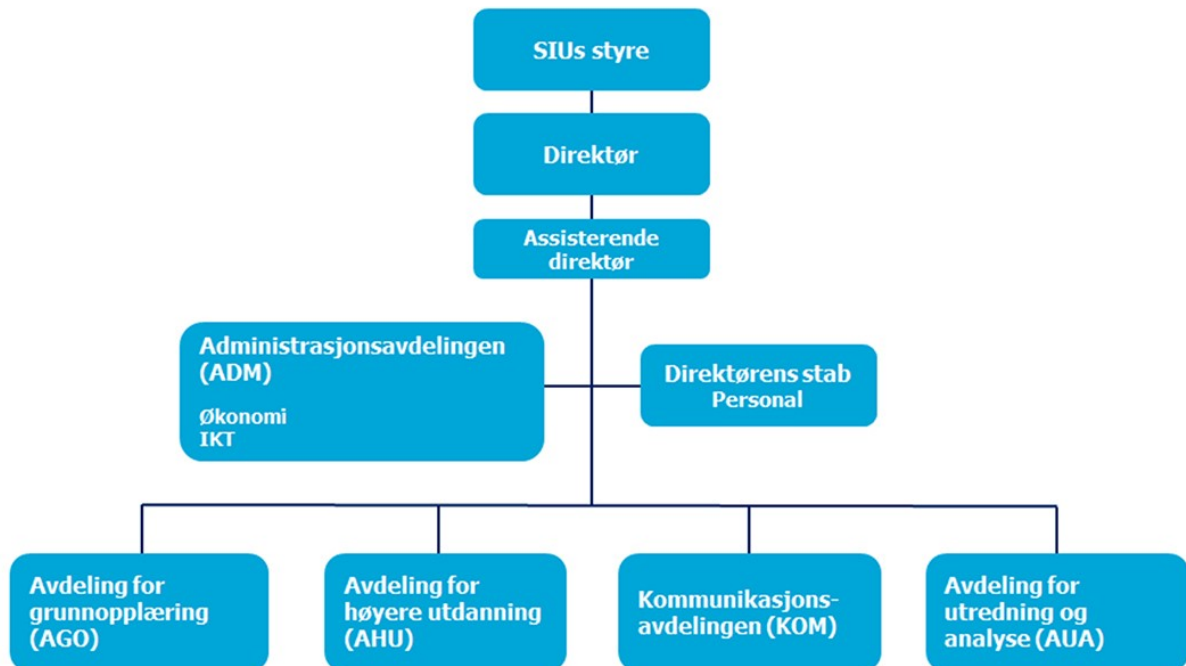 SIUs styre
Direktør
Assisterende
direktør
Administrasjonsavdelingen
(ADM)
Økonomi
IKT
Direktørens stab
Personal
Avdeling for
grunnopplæring
(AGO)
Avdeling for
høyere utdanning
(AHU)
Kommunikasjons-
avdelingen (KOM)
Avdeling for
utredning og
analyse (AUA)